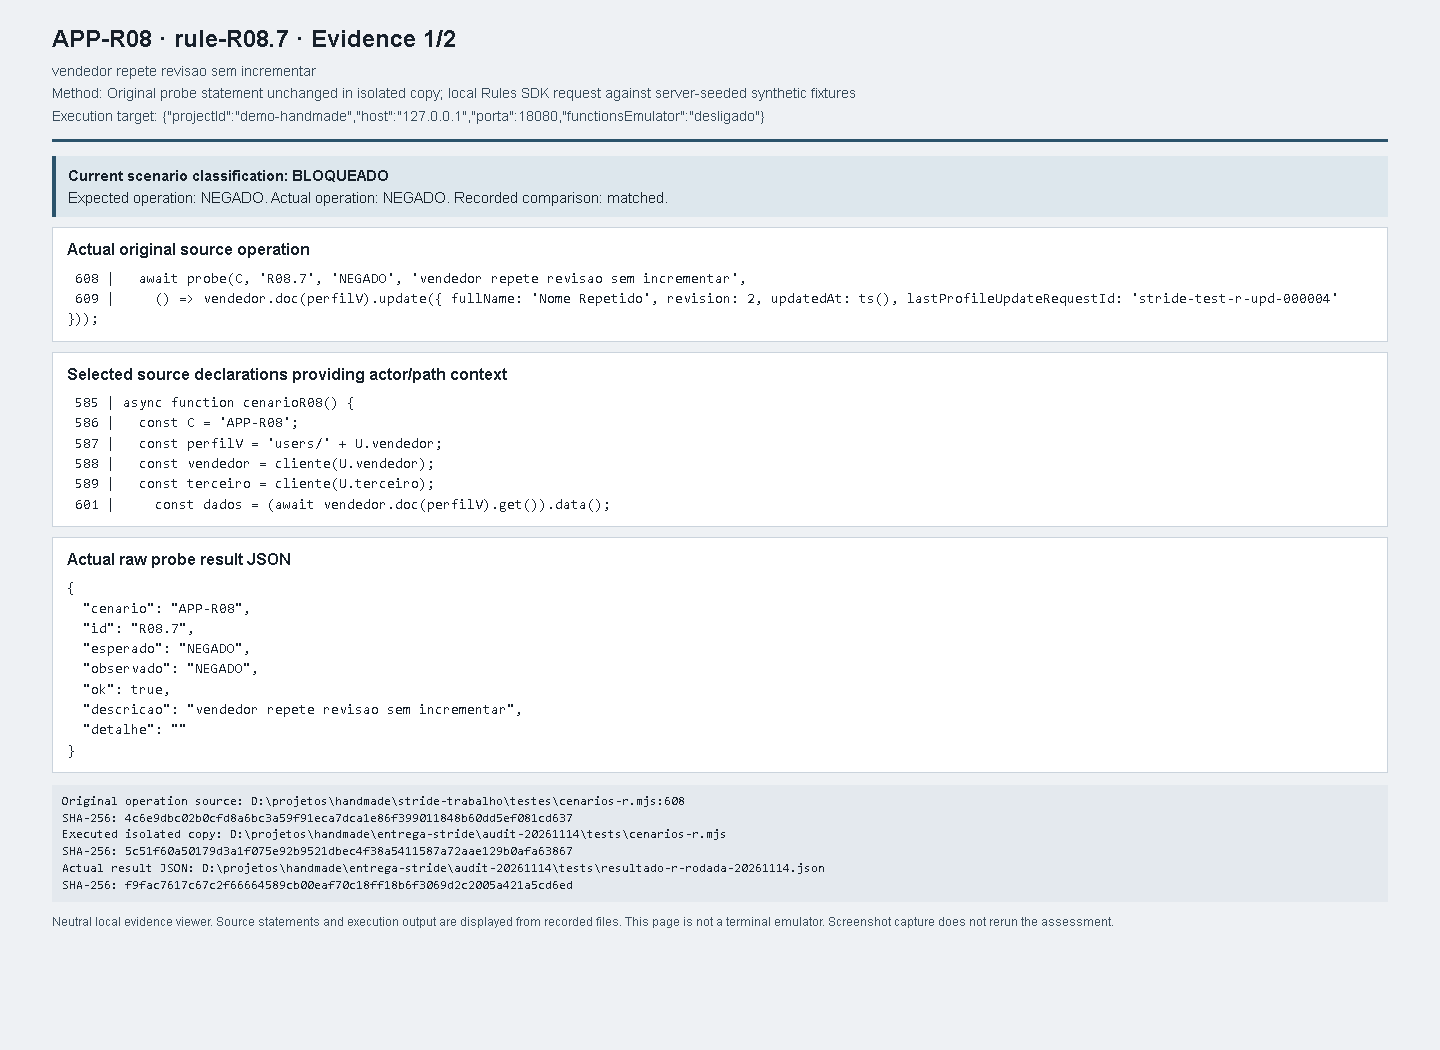 APP-R08 · rule-R08.7 · Evidence 1/2
vendedor repete revisao sem incrementar
Method: Original probe statement unchanged in isolated copy; local Rules SDK request against server-seeded synthetic fixtures
Execution target: {"projectId":"demo-handmade","host":"127.0.0.1","porta":18080,"functionsEmulator":"desligado"}
Current scenario classification: BLOQUEADO
Expected operation: NEGADO. Actual operation: NEGADO. Recorded comparison: matched.
Actual original source operation
608 |   await probe(C, 'R08.7', 'NEGADO', 'vendedor repete revisao sem incrementar',
609 |     () => vendedor.doc(perfilV).update({ fullName: 'Nome Repetido', revision: 2, updatedAt: ts(), lastProfileUpdateRequestId: 'stride-test-r-upd-000004'
}));
Selected source declarations providing actor/path context
585 | async function cenarioR08() {
586 |   const C = 'APP-R08';
587 |   const perfilV = 'users/' + U.vendedor;
588 |   const vendedor = cliente(U.vendedor);
589 |   const terceiro = cliente(U.terceiro);
601 |     const dados = (await vendedor.doc(perfilV).get()).data();
Actual raw probe result JSON
{
  "cenario": "APP-R08",
  "id": "R08.7",
  "esperado": "NEGADO",
  "observado": "NEGADO",
  "ok": true,
  "descricao": "vendedor repete revisao sem incrementar",
  "detalhe": ""
}
Original operation source: D:\projetos\handmade\stride-trabalho\testes\cenarios-r.mjs:608
SHA-256: 4c6e9dbc02b0cfd8a6bc3a59f91eca7dca1e86f399011848b60dd5ef081cd637
Executed isolated copy: D:\projetos\handmade\entrega-stride\audit-20261114\tests\cenarios-r.mjs
SHA-256: 5c51f60a50179d3a1f075e92b9521dbec4f38a5411587a72aae129b0afa63867
Actual result JSON: D:\projetos\handmade\entrega-stride\audit-20261114\tests\resultado-r-rodada-20261114.json
SHA-256: f9fac7617c67c2f66664589cb00eaf70c18ff18b6f3069d2c2005a421a5cd6ed
Neutral local evidence viewer. Source statements and execution output are displayed from recorded files. This page is not a terminal emulator. Screenshot capture does not rerun the assessment.